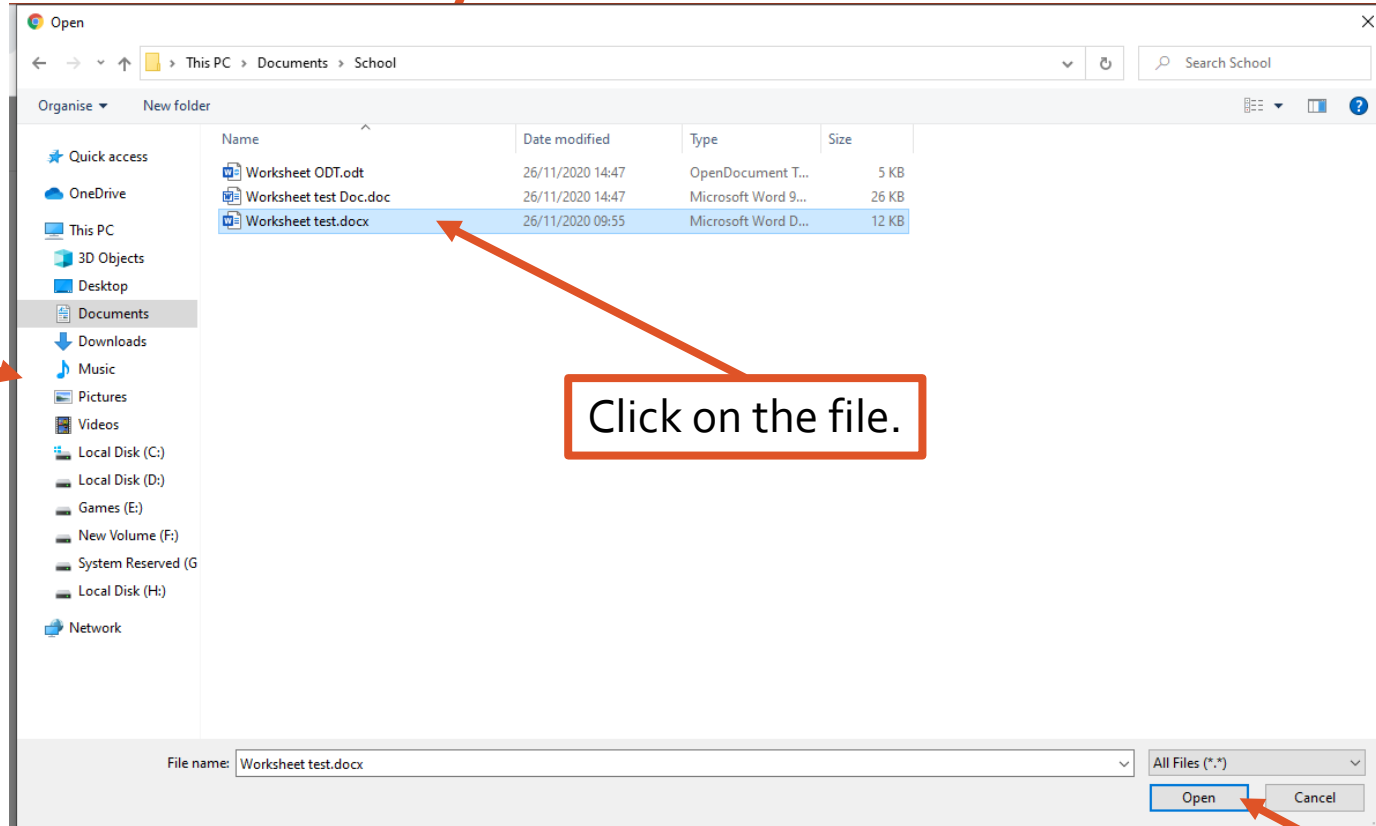 Open
This PC > Documents > School
Search School
Organise
New folder
Name Date modified Type Size
Quick access
OneDrive
This PC
3D Objects
Desktop
Documents
Downloads
Music
Pictures
Videos
Local Disk (C:)
Local Disk (D:)
Games (E:)
New Volume (F:)
System Reserved (G
Local Disk (H:)
Network
Worksheet ODT.odt 26/11/2020 14:47 OpenDocument T... 5 KB
Worksheet test Doc.doc 26/11/2020 14:47 Microsoft Word 9... 26 KB
Worksheet test.docx 26/11/2020 09:55 Microsoft Word D... 12 KB
Click on the file.
File name: Worksheet test.docx
All Files (*.*)
Open Cancel